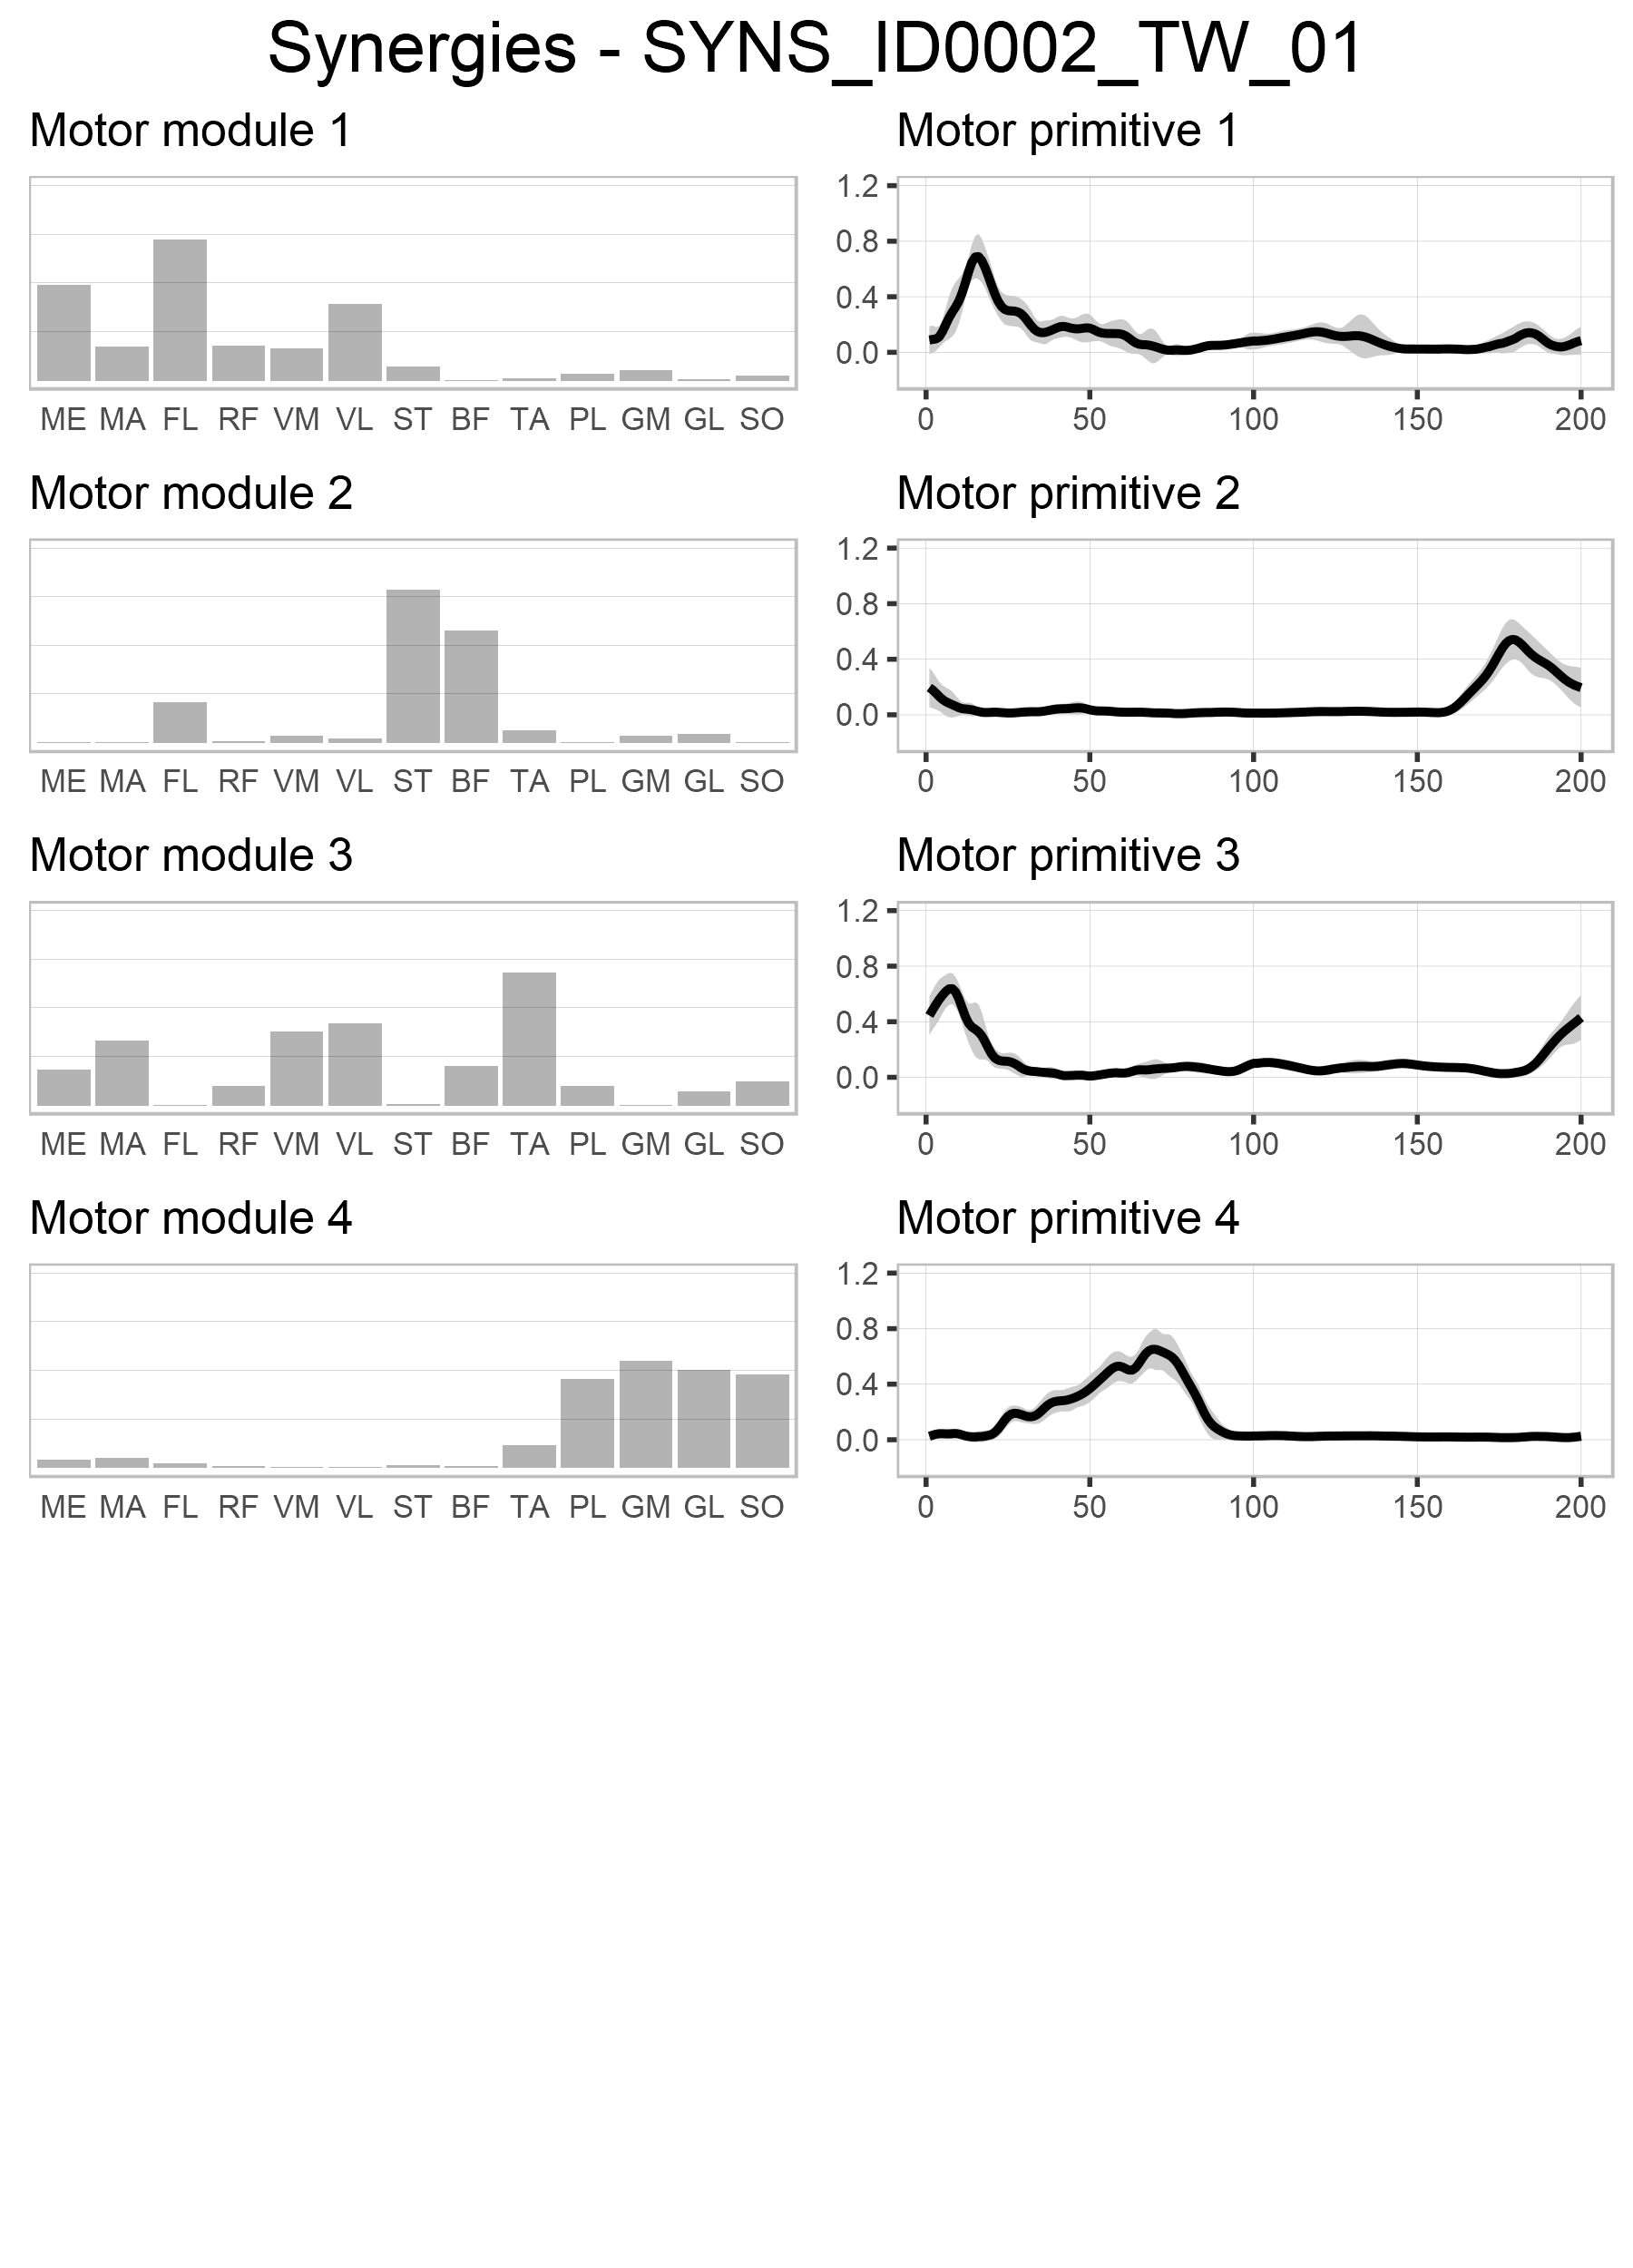 Synergies - SYNS_ID0002_TW_01
Motor module 1
Motor primitive 1
1.2
0.8
0.4
0.0
ME MA FL RF VM VL ST BF TA PL GM GL SO
0 50 100 150 200
Motor module 2
Motor primitive 2
1.2
0.8
0.4
0.0
ME MA FL RF VM VL ST BF TA PL GM GL SO
0 50 100 150 200
Motor module 3
Motor primitive 3
1.2
0.8
0.4
0.0
ME MA FL RF VM VL ST BF TA PL GM GL SO
0 50 100 150 200
Motor module 4
Motor primitive 4
1.2
0.8
0.4
0.0
ME MA FL RF VM VL ST BF TA PL GM GL SO
0 50 100 150 200